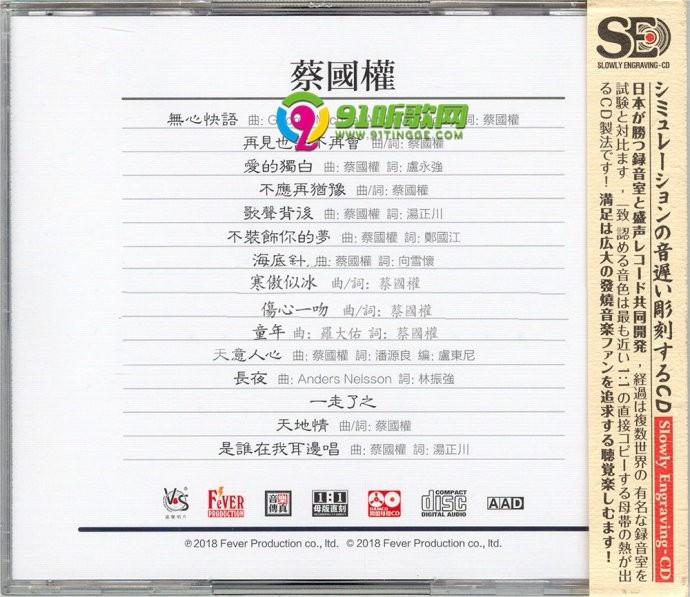 蔡國權
無心快語 曲: 詞: 蔡國權
再見也 不再會 曲/詞: 蔡國權
愛的獨白 曲: 蔡國權 詞: 盧永強
不應再猶豫 曲/詞: 蔡國權
歌聲背後 曲: 蔡國權 詞: 湯正川
不裝飾你的夢 曲: 蔡國權 詞: 鄭國江
海底針 曲: 蔡國權 詞: 向雪懷
寒傲似冰 曲/詞: 蔡國權
傷心一吻 曲/詞: 蔡國權
童年 曲: 羅大佑 詞: 蔡國權
天意人心 曲: 蔡國權 詞: 潘源良 編: 盧東尼
長夜 曲: Anders Nelsson 詞: 林振強
一走了之
天地情 曲/詞: 蔡國權
是誰在我耳邊唱 曲: 蔡國權 詞: 湯正川
91听歌网
WWW.91TINGGE.COM
FEVER PRODUCTION
音樂傳真
1:1 母版直刻
COMPACT disc DIGITAL AUDIO
AAD
℗2018 Fever Production co., ltd. ©2018 Fever Production co., ltd.
SE
SLOWLY ENGRAVING-CD
シミュレーションの音遅い彫刻するCD Slowly Engraving-CD
日本が勝つ録音室と盛声レコード共同開発，経過は複数世界の 有名な録音室を
試験と対比ます，一致 認める音色は最も近い 1:1 の直接コピーする母帯の熱が出
るCD製法です! 満足は広大の發燒音楽ファンを追求する聴覚楽しむます!